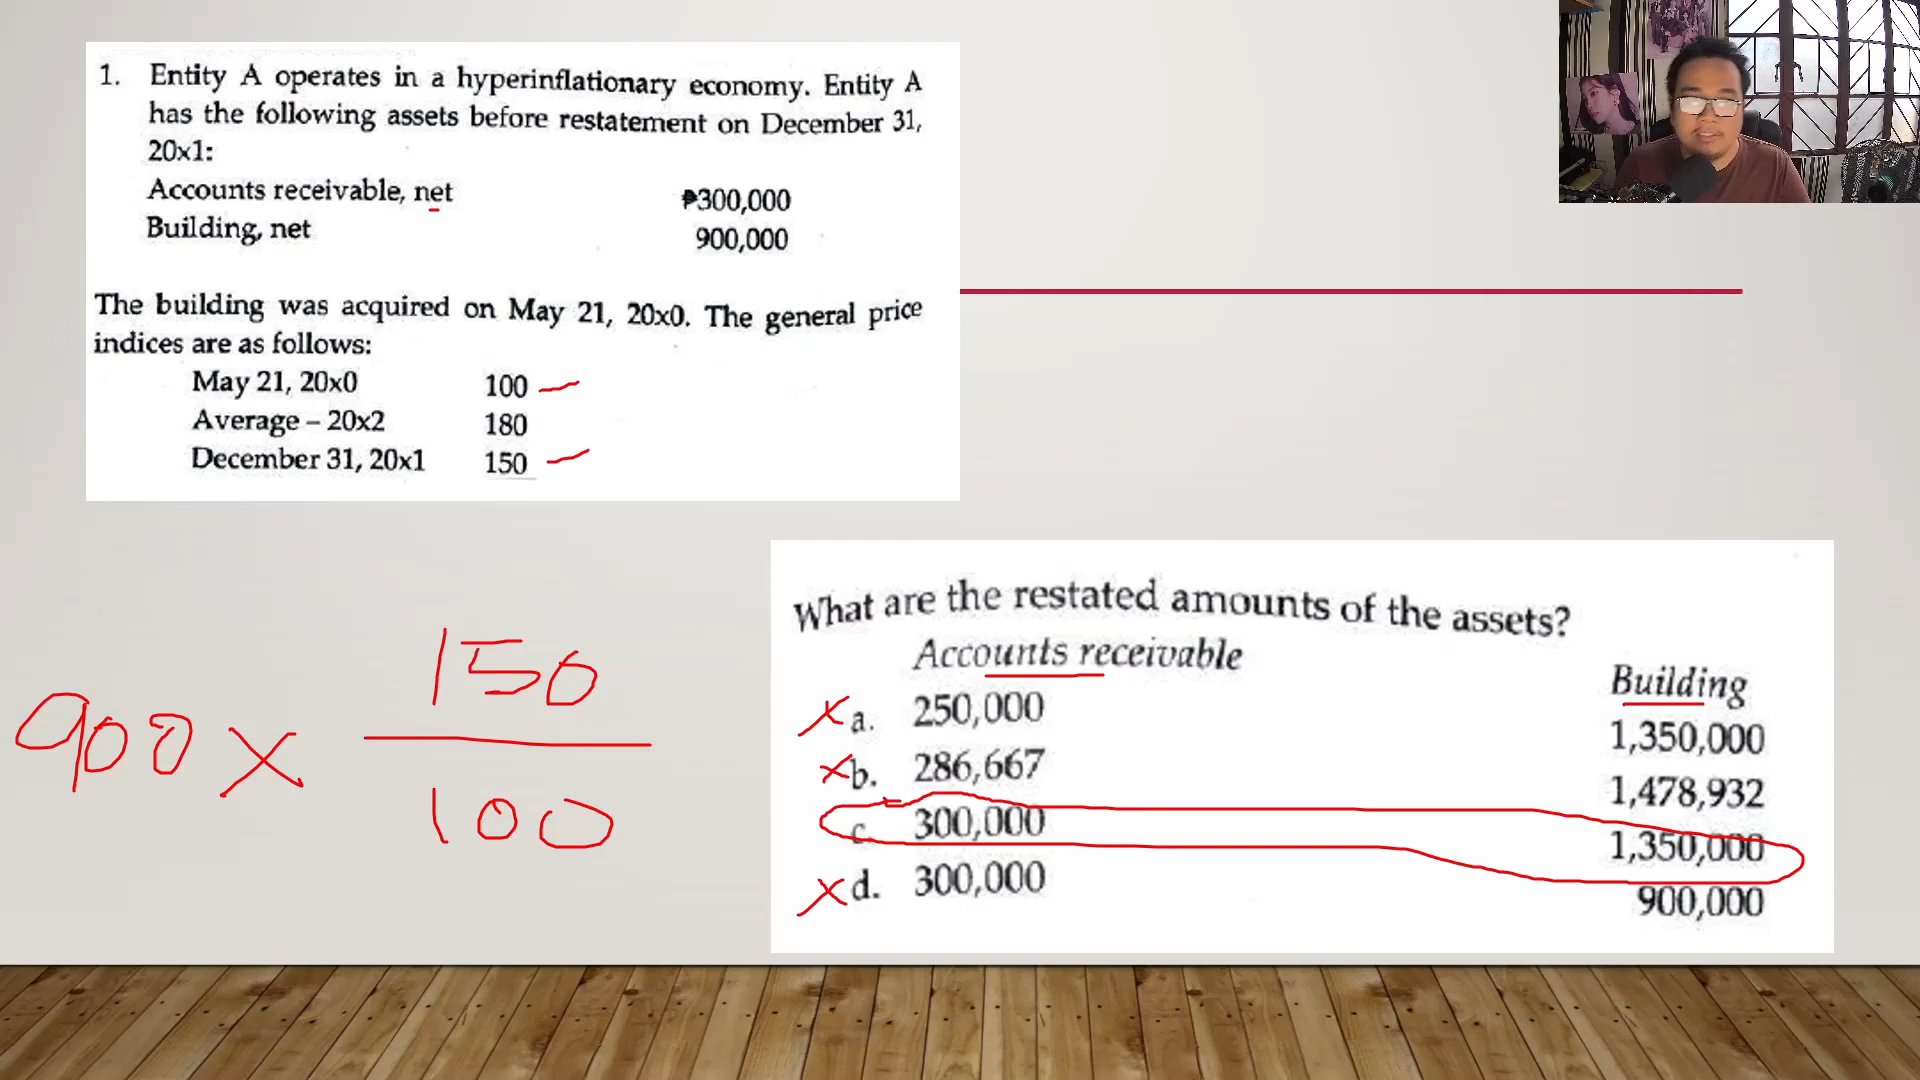 1. Entity A operates in a hyperinflationary economy. Entity A
has the following assets before restatement on December 31,
20x1:
Accounts receivable, net ₱300,000
Building, net 900,000
The building was acquired on May 21, 20x0. The general price
indices are as follows:
May 21, 20x0 100
Average – 20x2 180
December 31, 20x1 150
150
900 x
100
What are the restated amounts of the assets?
Accounts receivable Building
x a. 250,000 1,350,000
x b. 286,667 1,478,932
c. 300,000 1,350,000
x d. 300,000 900,000